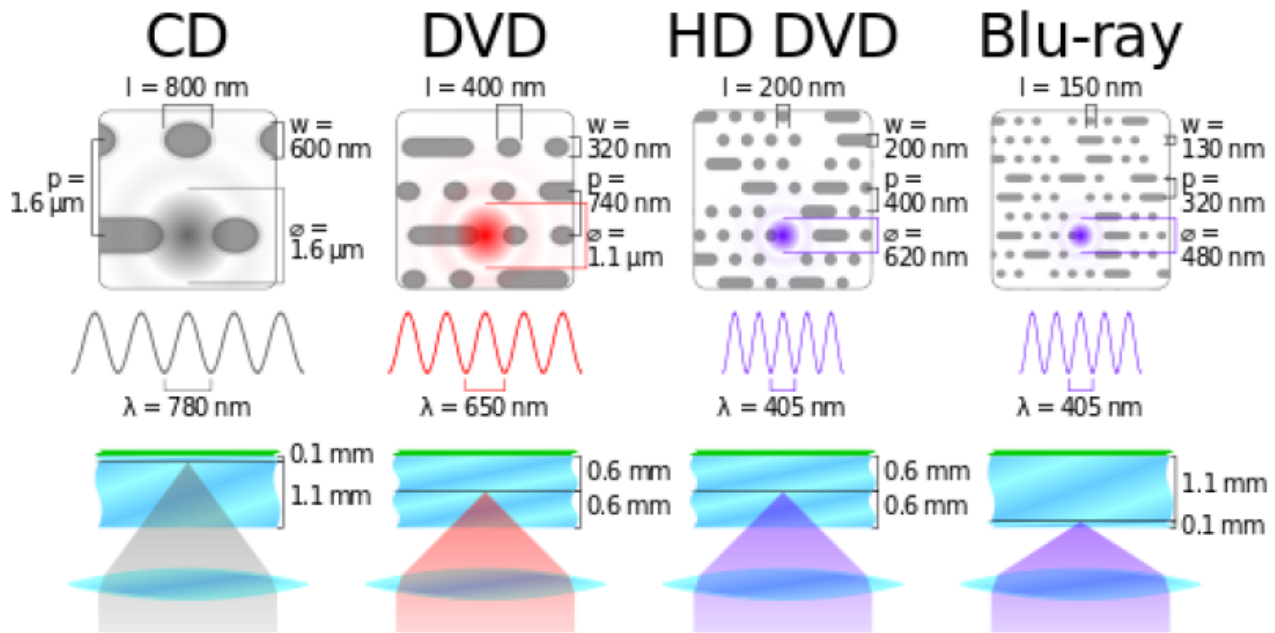 CD
l = 800 nm
w =
600 nm
p =
1.6 µm
⌀ =
1.6 µm
λ = 780 nm
0.1 mm
1.1 mm
DVD
l = 400 nm
w =
320 nm
p =
740 nm
⌀ =
1.1 µm
λ = 650 nm
0.6 mm
0.6 mm
HD DVD
l = 200 nm
w =
200 nm
p =
400 nm
⌀ =
620 nm
λ = 405 nm
0.6 mm
0.6 mm
Blu-ray
l = 150 nm
w =
130 nm
p =
320 nm
⌀ =
480 nm
λ = 405 nm
1.1 mm
0.1 mm